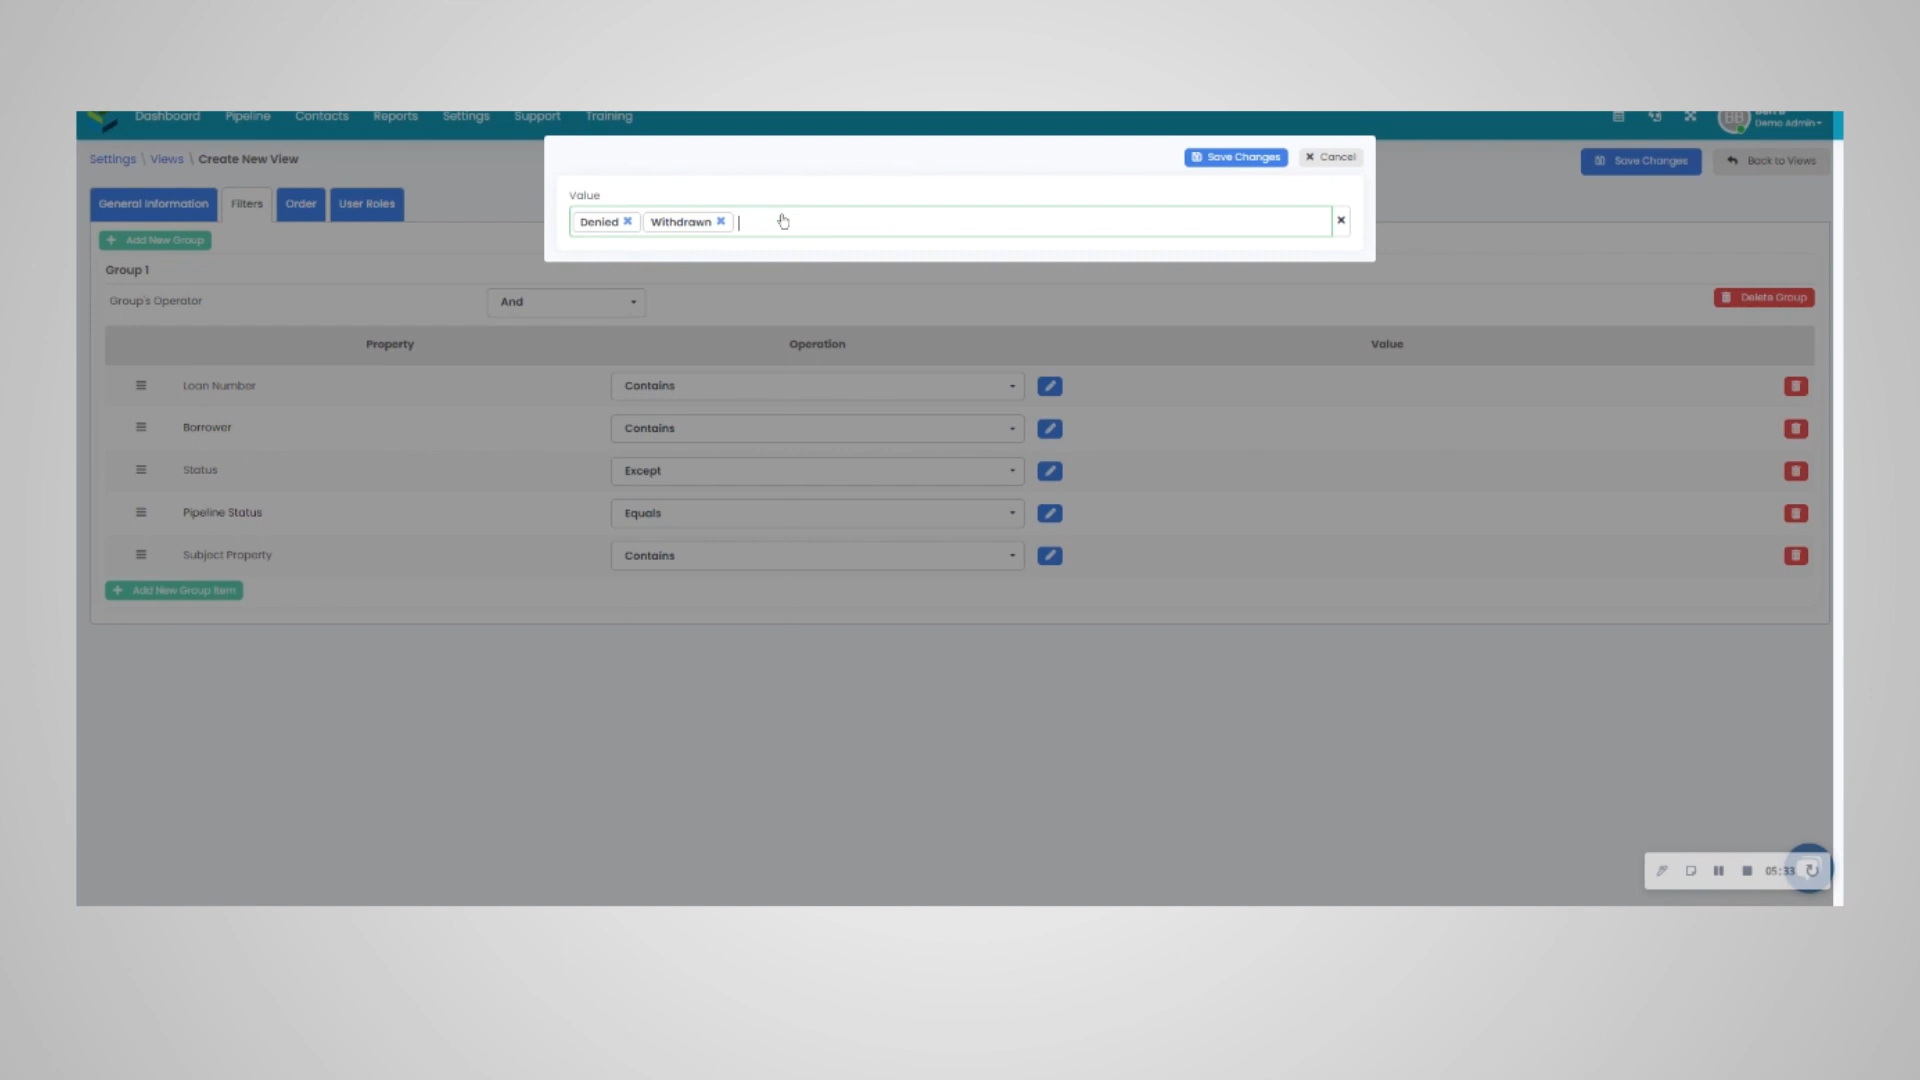 Dashboard Pipeline Contacts Reports Settings Support Training
BB
Demo Admin
Settings \ Views \ Create New View
Save Changes
Back to Views
Save Changes
Cancel
Value
Denied Withdrawn
General Information Filters Order User Roles
Add New Group
Group 1
Group's Operator And Delete Group
Property Operation Value
Loan Number Contains
Borrower Contains
Status Except
Pipeline Status Equals
Subject Property Contains
Add New Group Item
05:33